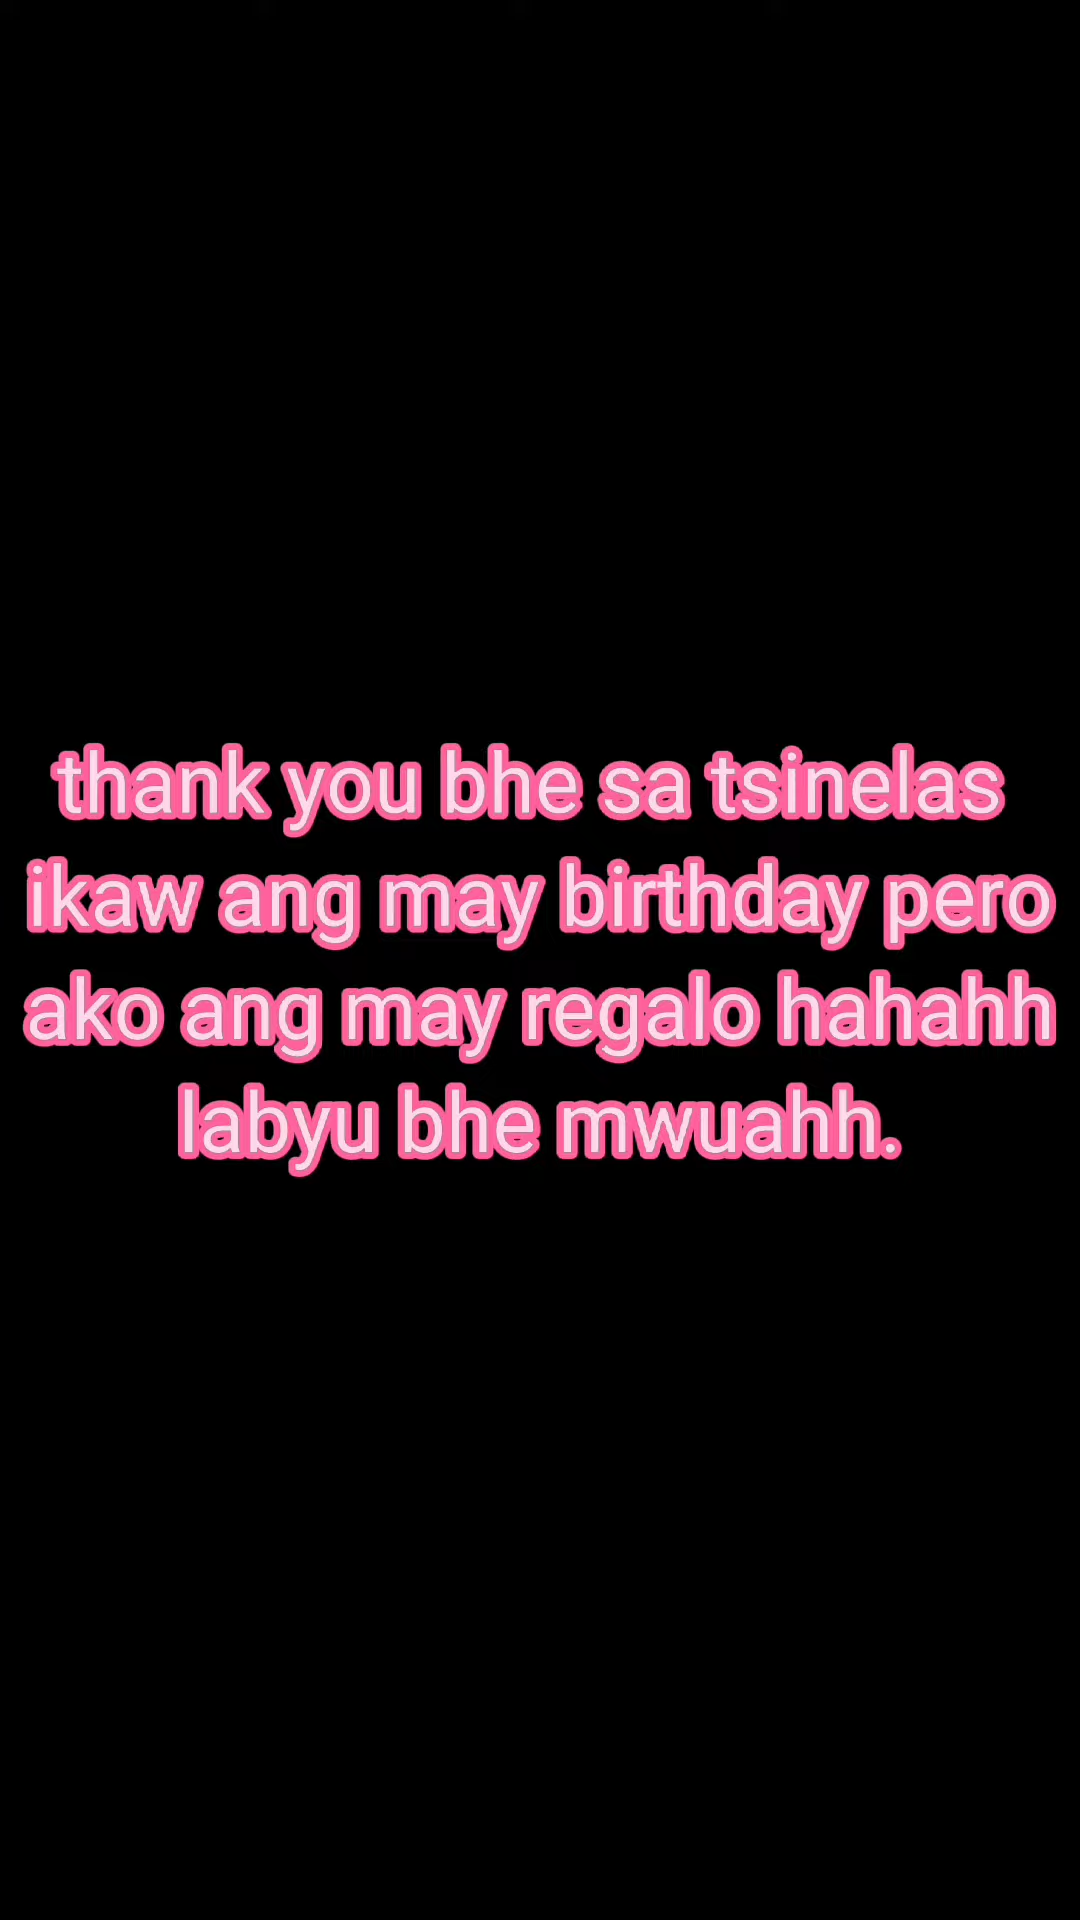 thank you bhe sa tsinelas
ikaw ang may birthday pero
ako ang may regalo hahahh
labyu bhe mwuahh.